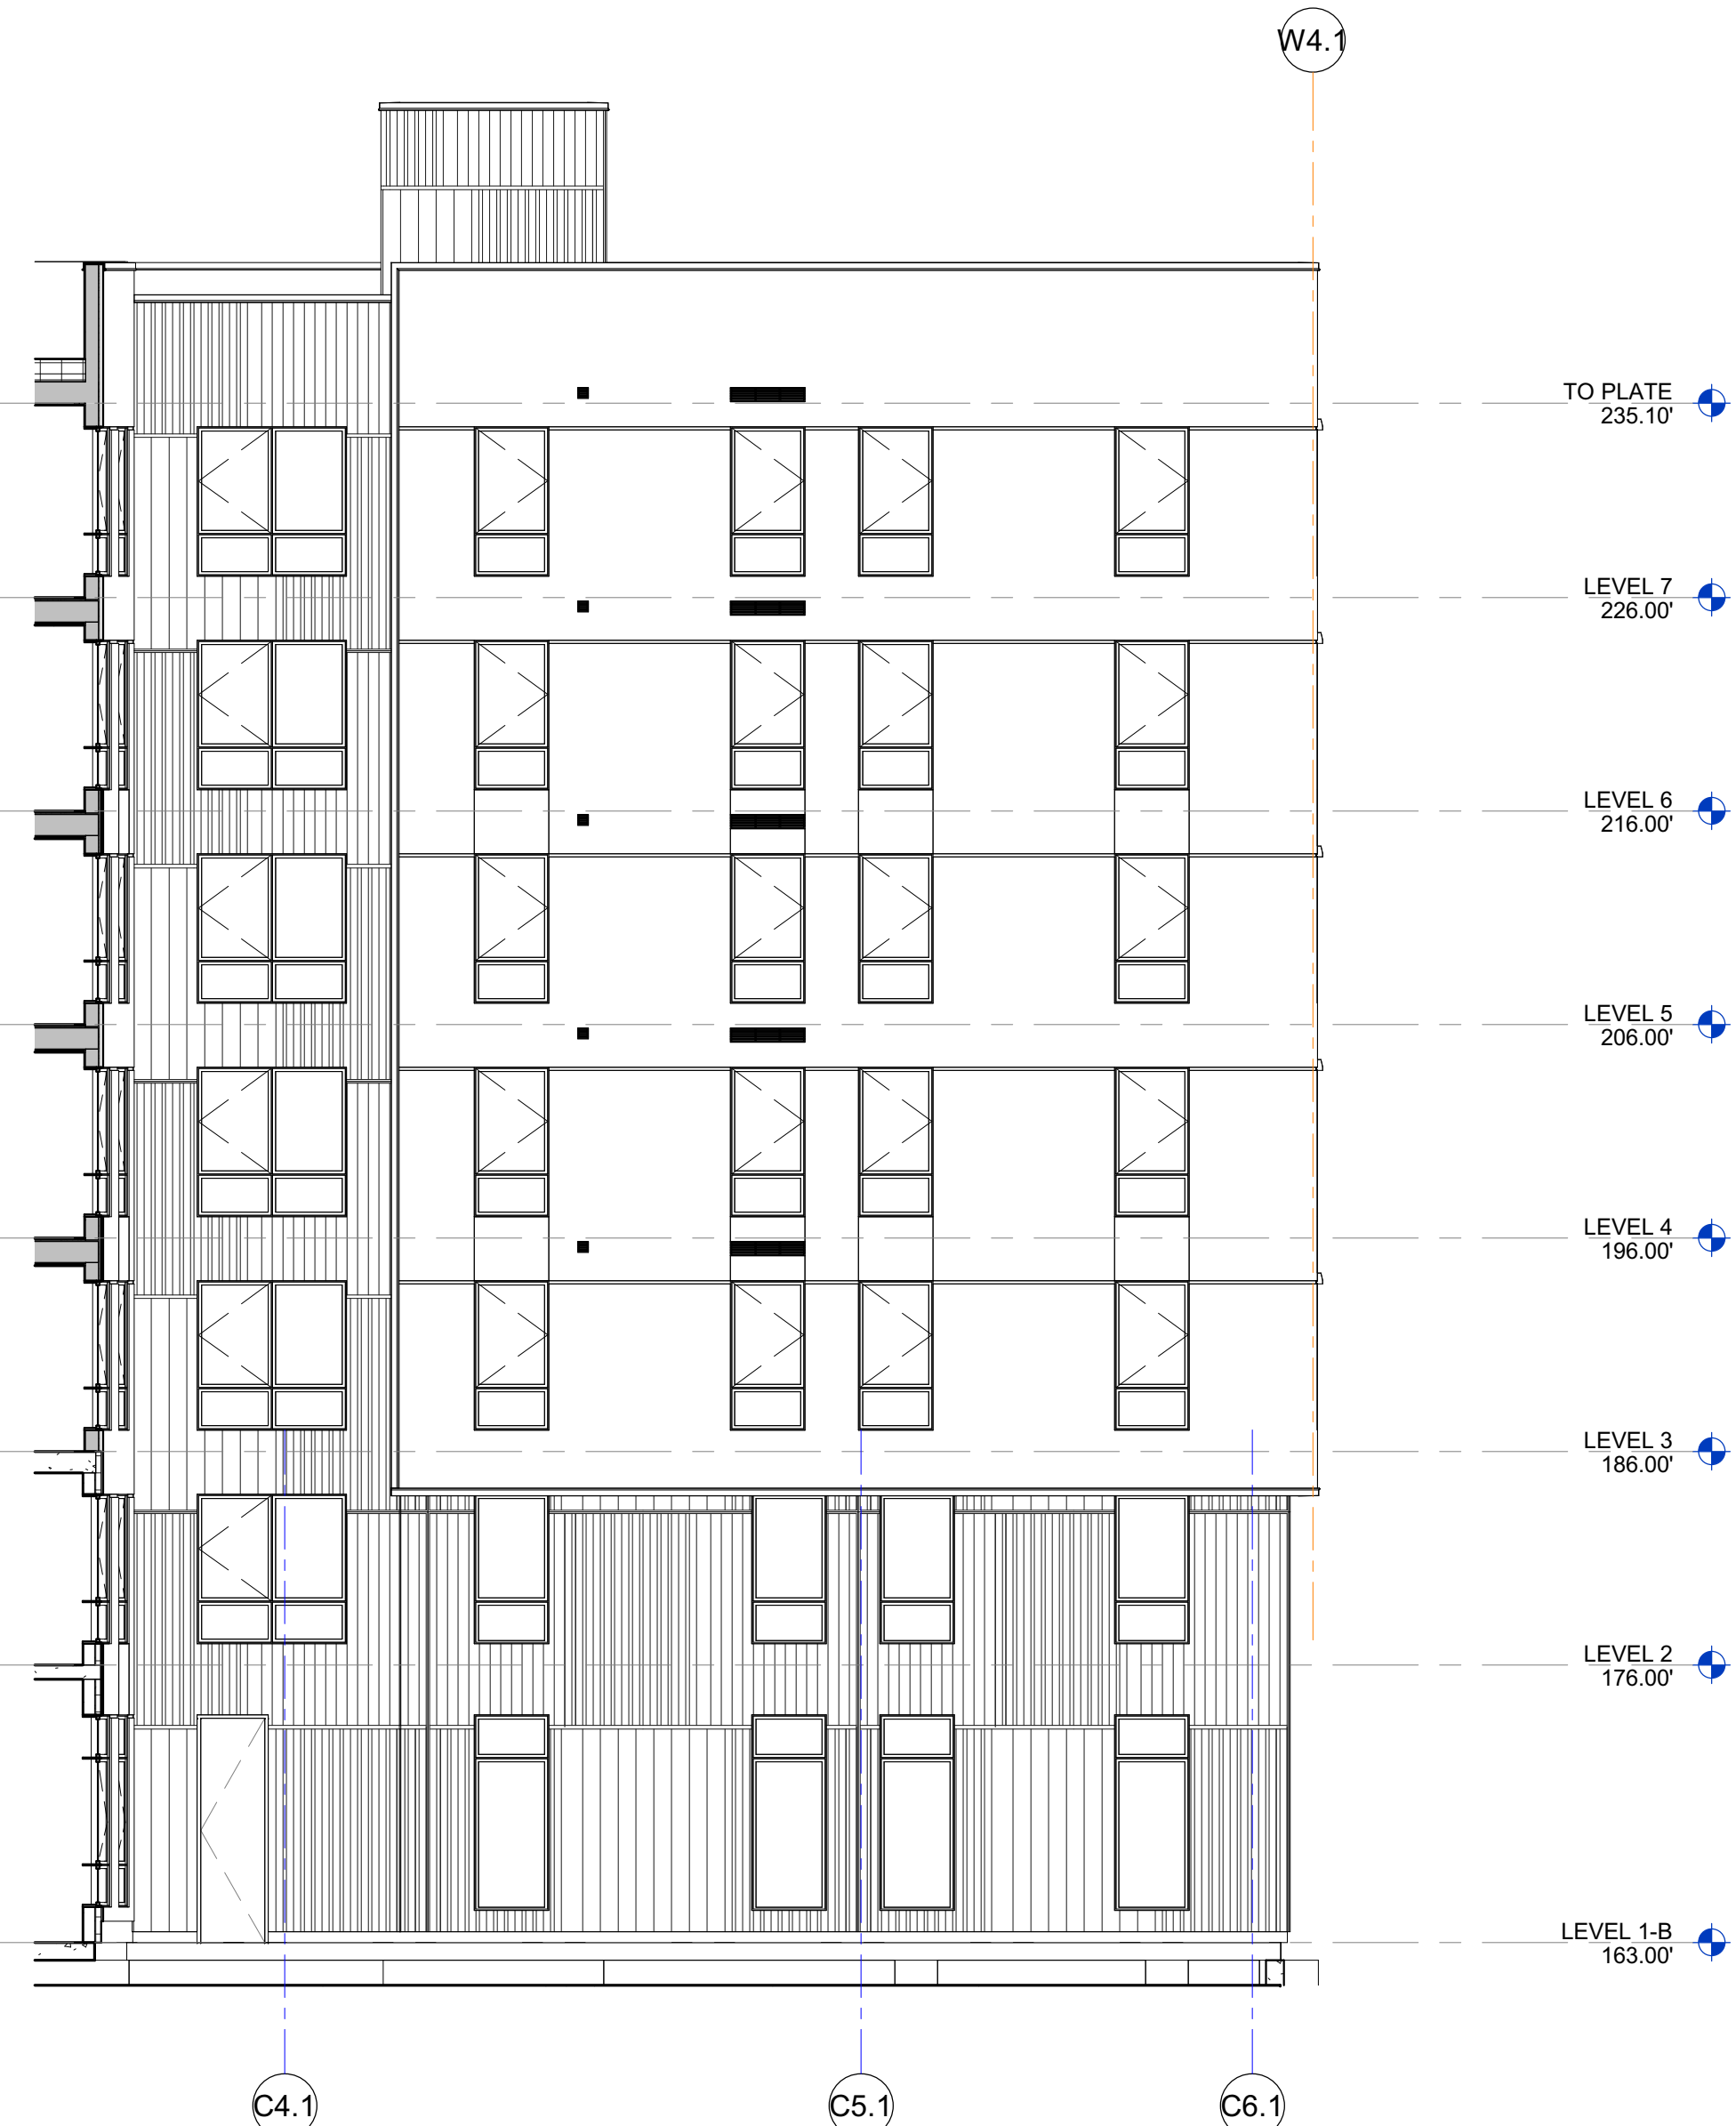 W4.1
TO PLATE
235.10'
LEVEL 7
226.00'
LEVEL 6
216.00'
LEVEL 5
206.00'
LEVEL 4
196.00'
LEVEL 3
186.00'
LEVEL 2
176.00'
LEVEL 1-B
163.00'
C4.1 C5.1 C6.1